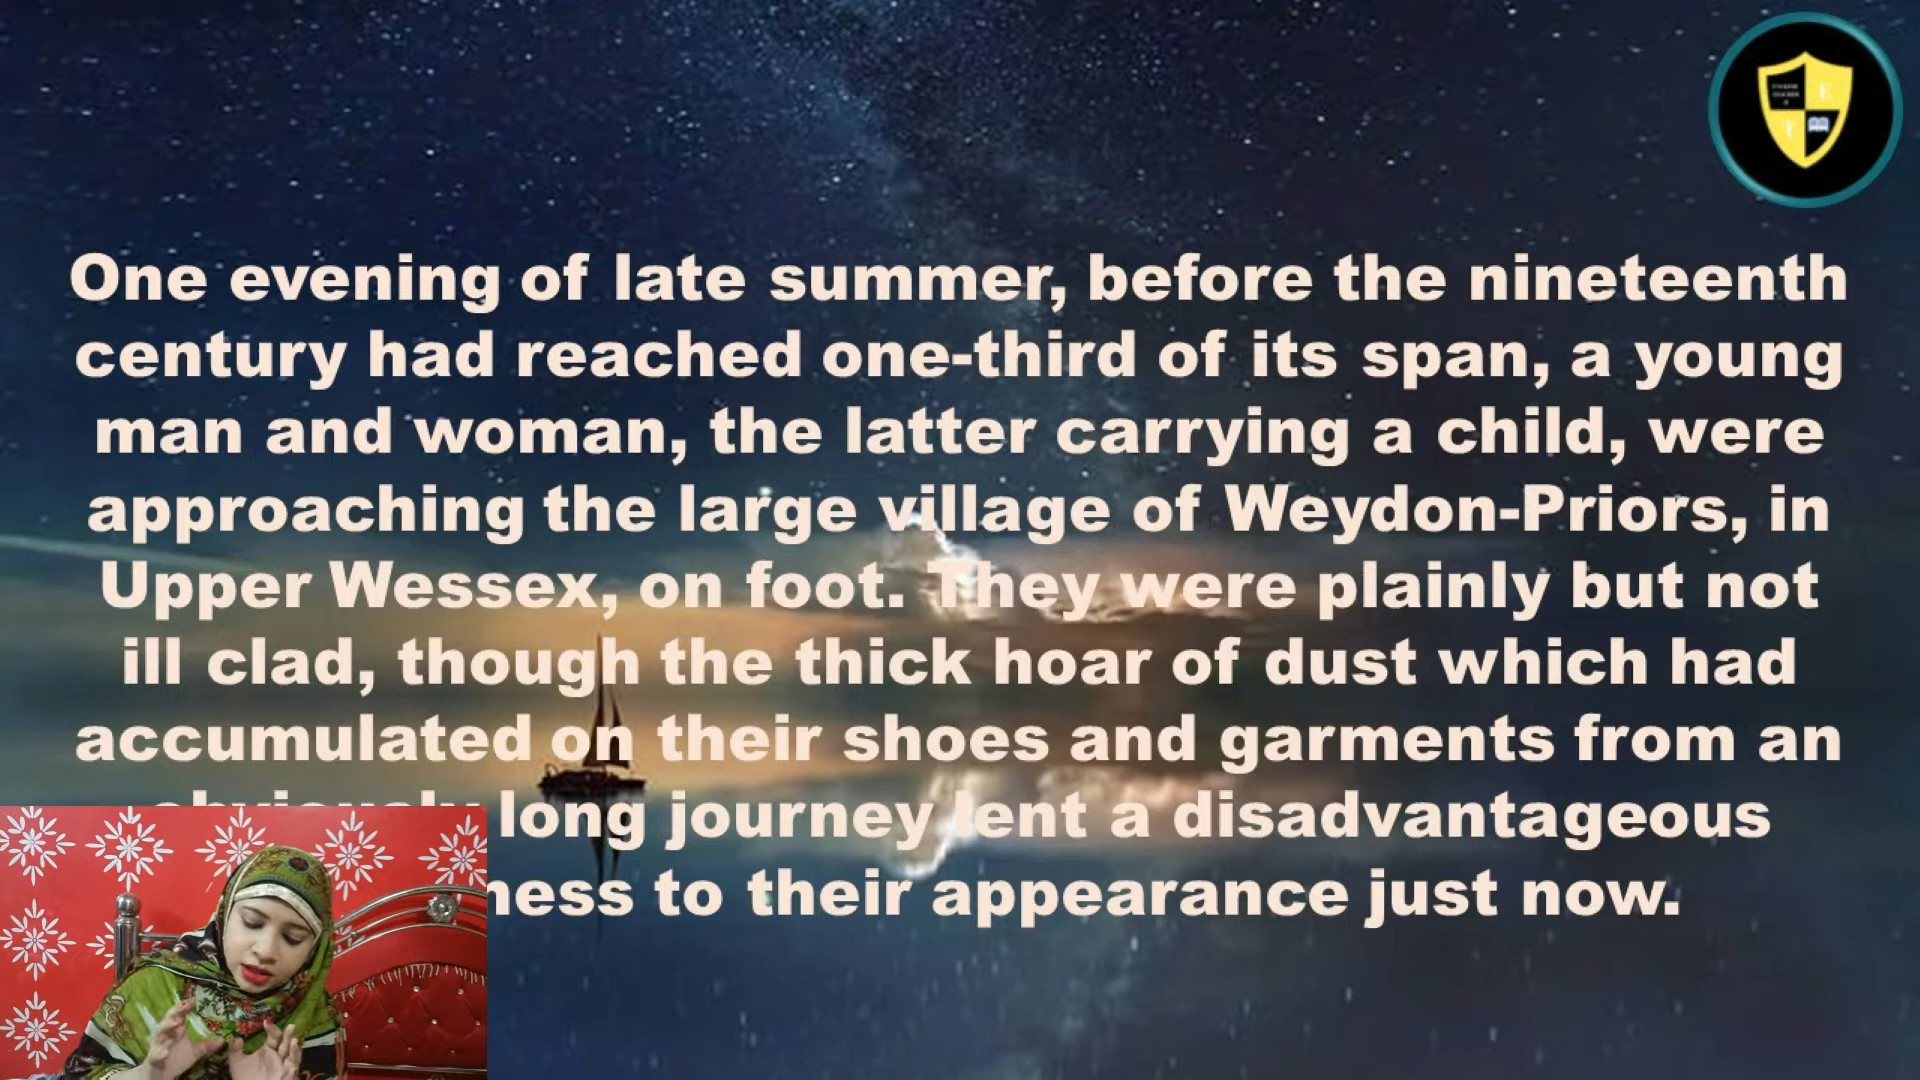 One evening of late summer, before the nineteenth
century had reached one-third of its span, a young
man and woman, the latter carrying a child, were
approaching the large village of Weydon-Priors, in
Upper Wessex, on foot. They were plainly but not
ill clad, though the thick hoar of dust which had
accumulated on their shoes and garments from an
obviously long journey lent a disadvantageous
ness to their appearance just now.
E
T